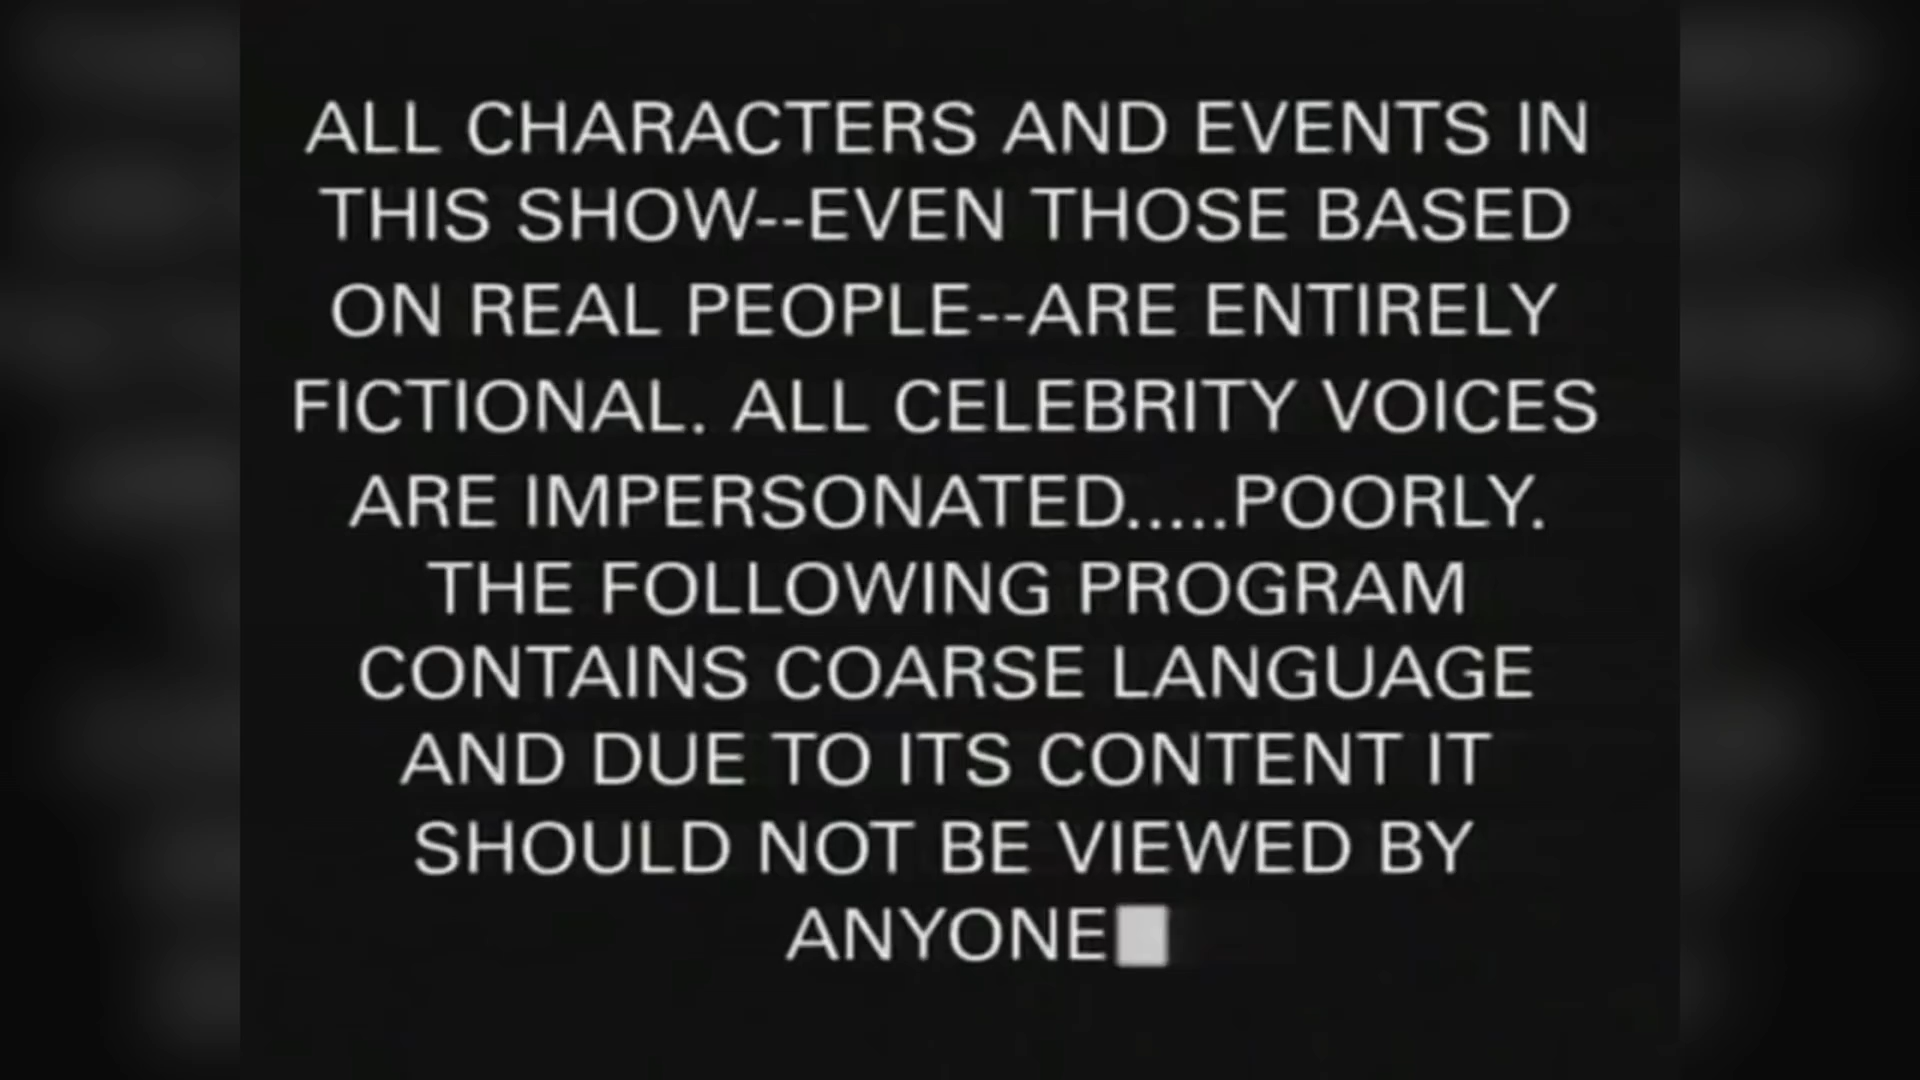 ALL CHARACTERS AND EVENTS IN
THIS SHOW--EVEN THOSE BASED
ON REAL PEOPLE--ARE ENTIRELY
FICTIONAL. ALL CELEBRITY VOICES
ARE IMPERSONATED.....POORLY.
THE FOLLOWING PROGRAM
CONTAINS COARSE LANGUAGE
AND DUE TO ITS CONTENT IT
SHOULD NOT BE VIEWED BY
ANYONE■